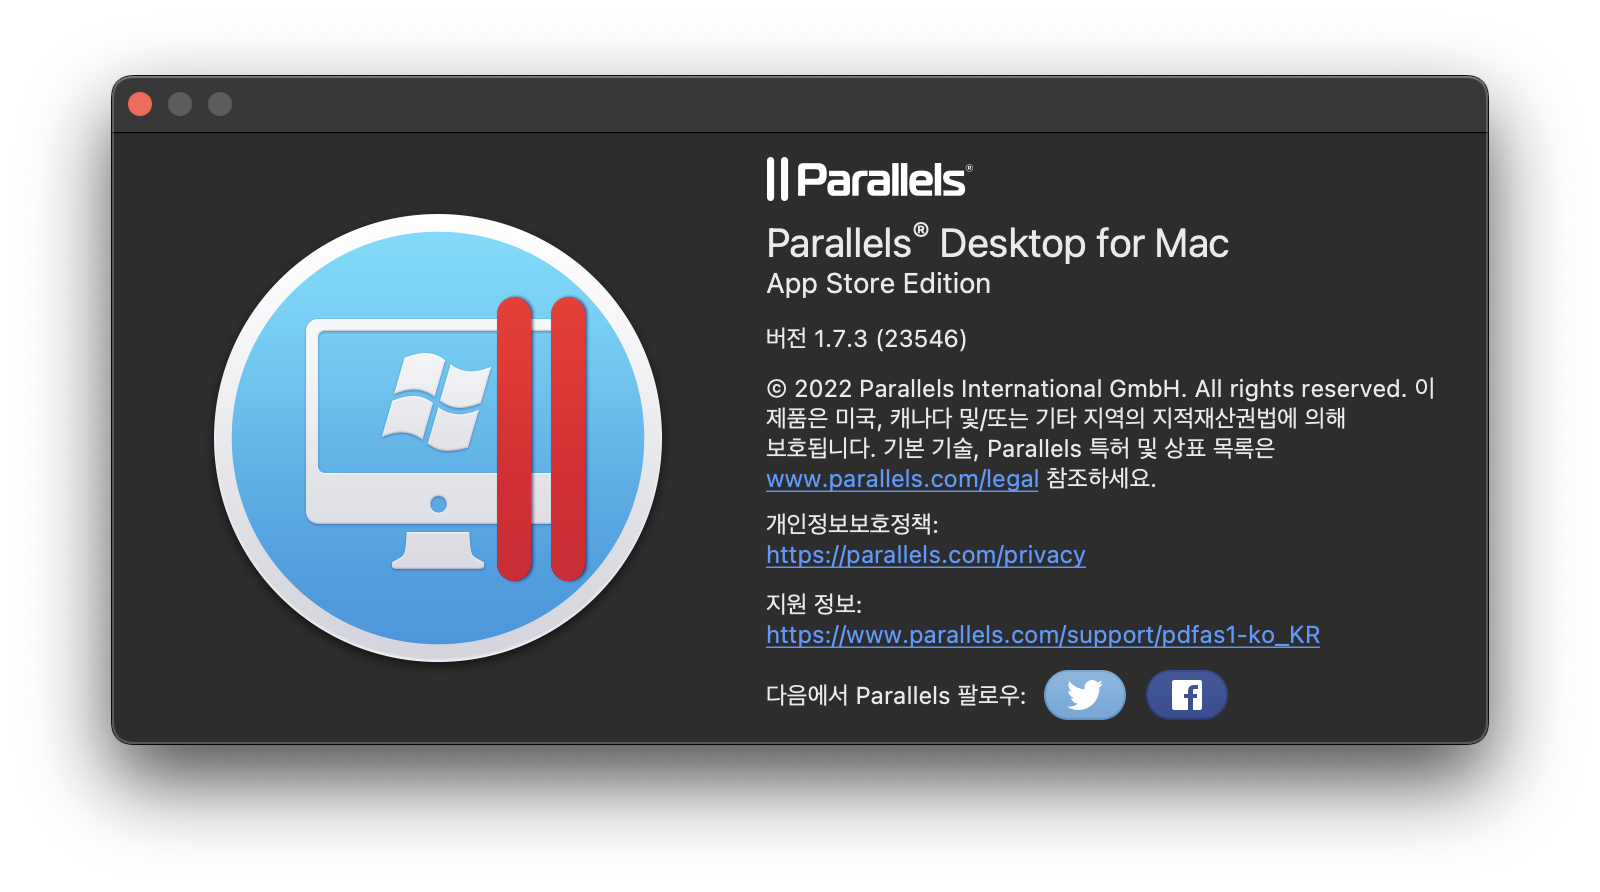 Parallels®
Parallels® Desktop for Mac
App Store Edition
버전 1.7.3 (23546)
© 2022 Parallels International GmbH. All rights reserved. 이
제품은 미국, 캐나다 및/또는 기타 지역의 지적재산권법에 의해
보호됩니다. 기본 기술, Parallels 특허 및 상표 목록은
www.parallels.com/legal 참조하세요.
개인정보보호정책:
https://parallels.com/privacy
지원 정보:
https://www.parallels.com/support/pdfas1-ko_KR
다음에서 Parallels 팔로우: